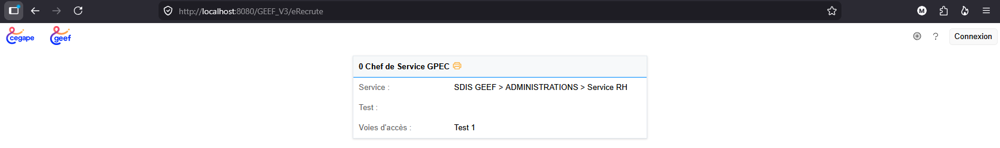 http://localhost:8080/GEEF_V3/eRecrute
cegape
geef
? Connexion
0 Chef de Service GPEC
Service : SDIS GEEF > ADMINISTRATIONS > Service RH
Test :
Voies d'accès : Test 1